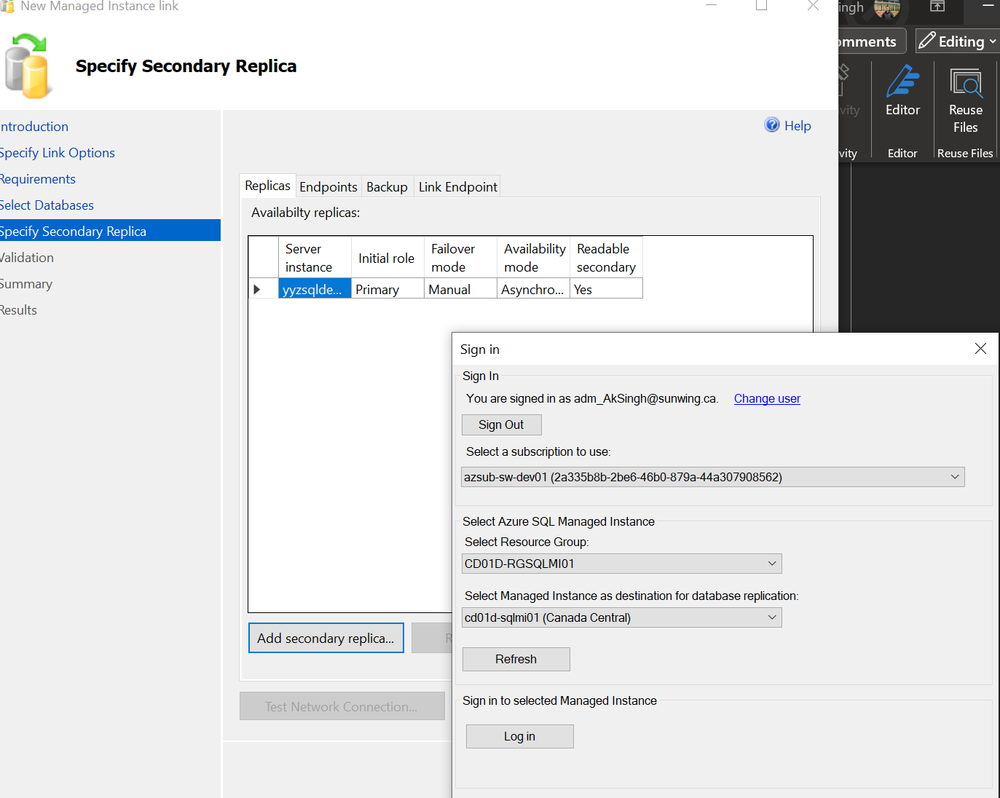 New Managed Instance link
Specify Secondary Replica
ntroduction
Specify Link Options
Requirements
Select Databases
Specify Secondary Replica
Validation
Summary
Results
Help
Replicas
Endpoints
Backup
Link Endpoint
Availabilty replicas:
Server instance
Initial role
Failover mode
Availability mode
Readable secondary
yyzsqlde...
Primary
Manual
Asynchro...
Yes
Add secondary replica...
R
Test Network Connection...
Sign in
Sign In
You are signed in as adm_AkSingh@sunwing.ca.
Change user
Sign Out
Select a subscription to use:
azsub-sw-dev01 (2a335b8b-2be6-46b0-879a-44a307908562)
Select Azure SQL Managed Instance
Select Resource Group:
CD01D-RGSQLMI01
Select Managed Instance as destination for database replication:
cd01d-sqlmi01 (Canada Central)
Refresh
Sign in to selected Managed Instance
Log in
ingh
omments
Editing
vity
Editor
Reuse
Files
vity
Editor
Reuse Files